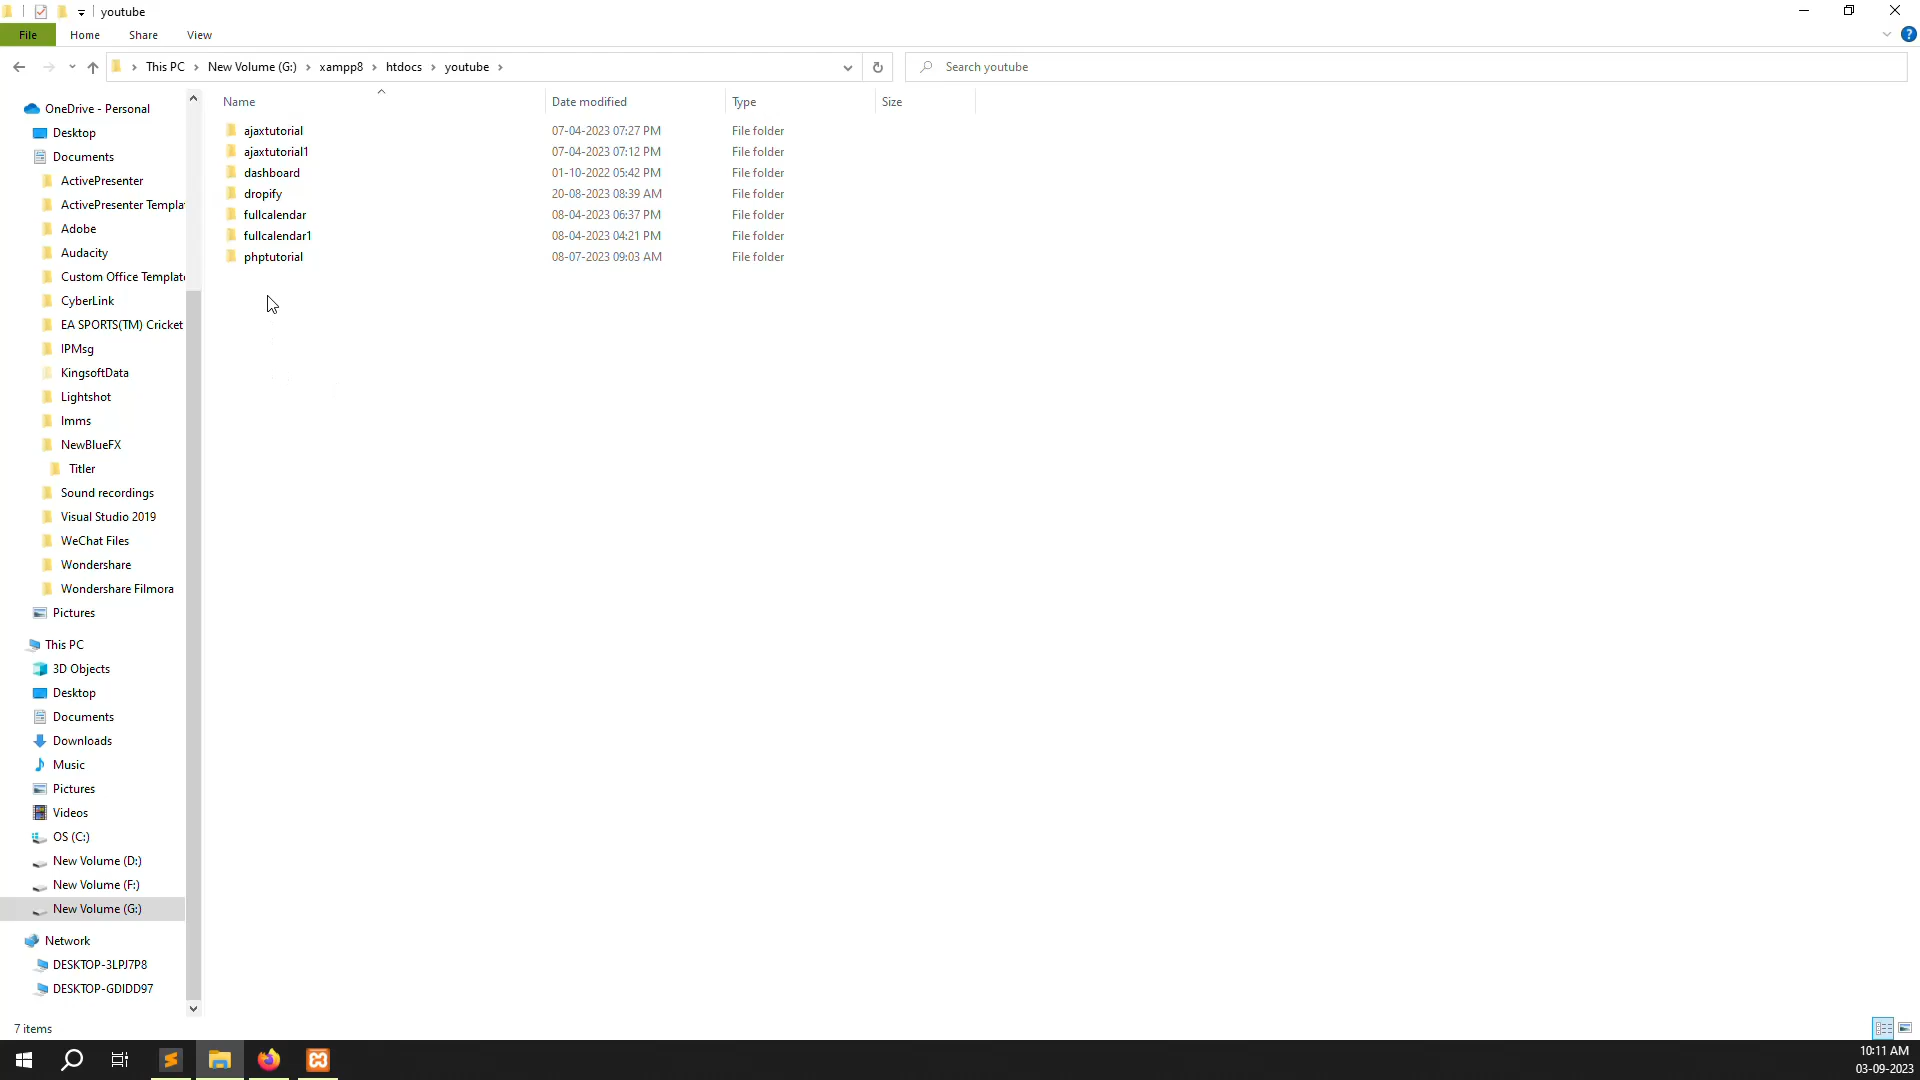 youtube
File Home Share View
This PC New Volume (G:) xampp8 htdocs youtube Search youtube
Name Date modified Type Size
ajaxtutorial 07-04-2023 07:27 PM File folder
ajaxtutorial1 07-04-2023 07:12 PM File folder
dashboard 01-10-2022 05:42 PM File folder
dropify 20-08-2023 08:39 AM File folder
fullcalendar 08-04-2023 06:37 PM File folder
fullcalendar1 08-04-2023 04:21 PM File folder
phptutorial 08-07-2023 09:03 AM File folder
OneDrive - Personal
Desktop
Documents
ActivePresenter
ActivePresenter Templat
Adobe
Audacity
Custom Office Template
CyberLink
EA SPORTS(TM) Cricket
IPMsg
KingsoftData
Lightshot
lmms
NewBlueFX
Titler
Sound recordings
Visual Studio 2019
WeChat Files
Wondershare
Wondershare Filmora
Pictures
This PC
3D Objects
Desktop
Documents
Downloads
Music
Pictures
Videos
OS (C:)
New Volume (D:)
New Volume (F:)
New Volume (G:)
Network
DESKTOP-3LPJ7P8
DESKTOP-GDIDD97
7 items
10:11 AM
03-09-2023